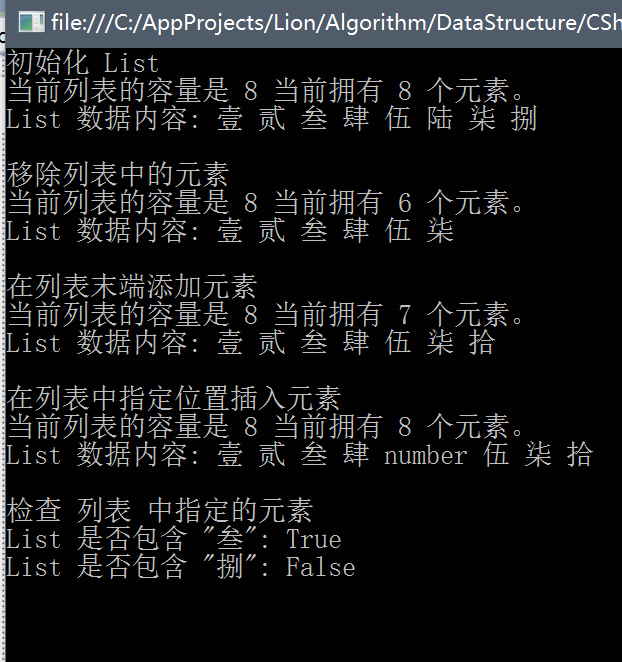 file:///C:/AppProjects/Lion/Algorithm/DataStructure/CSh
初始化 List
当前列表的容量是 8 当前拥有 8 个元素。
List 数据内容: 壹 贰 叁 肆 伍 陆 柒 捌
移除列表中的元素
当前列表的容量是 8 当前拥有 6 个元素。
List 数据内容: 壹 贰 叁 肆 伍 柒
在列表末端添加元素
当前列表的容量是 8 当前拥有 7 个元素。
List 数据内容: 壹 贰 叁 肆 伍 柒 拾
在列表中指定位置插入元素
当前列表的容量是 8 当前拥有 8 个元素。
List 数据内容: 壹 贰 叁 肆 number 伍 柒 拾
检查 列表 中指定的元素
List 是否包含 "叁": True
List 是否包含 "捌": False